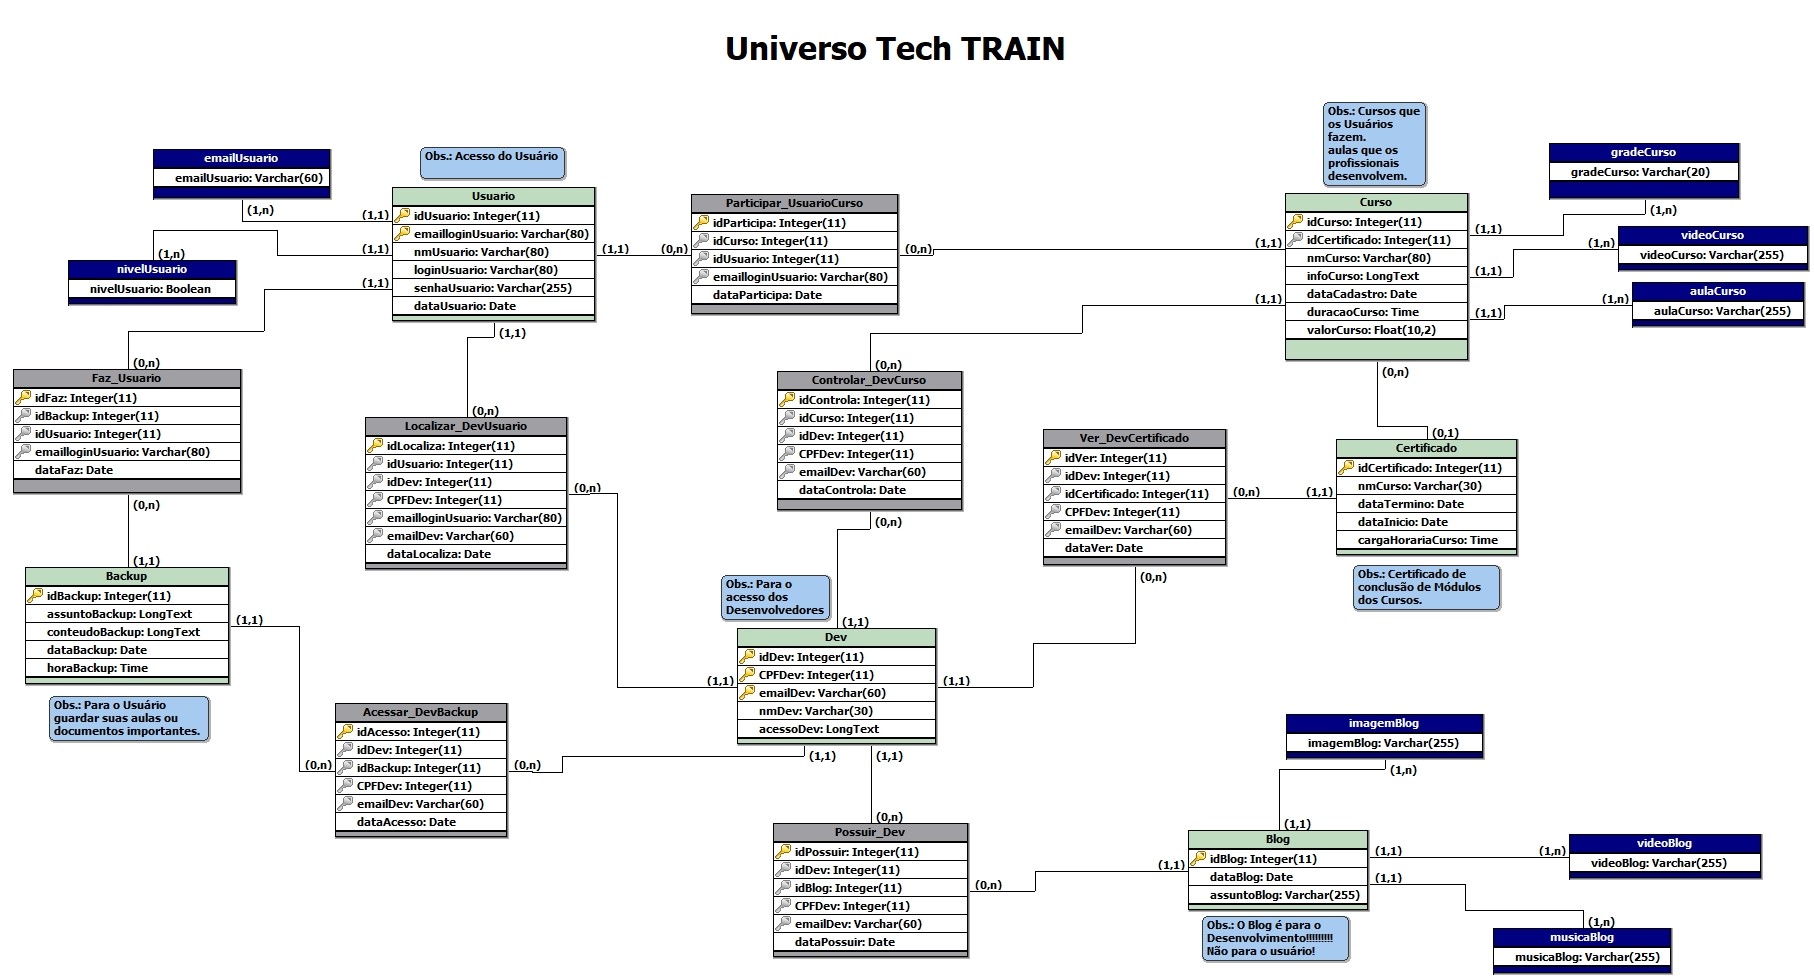 Universo Tech TRAIN
Obs.: Acesso do Usuário
Obs.: Cursos que
os Usuários
fazem.
aulas que os
profissionais
desenvolvem.
emailUsuario
emailUsuario: Varchar(60)
(1,n)
(1,1)
nivelUsuario
nivelUsuario: Boolean
(1,n)
(1,1)
(1,1)
Usuario
idUsuario: Integer(11)
emailloginUsuario: Varchar(80)
nmUsuario: Varchar(80)
loginUsuario: Varchar(80)
senhaUsuario: Varchar(255)
dataUsuario: Date
(1,1)
(1,1)
(0,n)
Participar_UsuarioCurso
idParticipa: Integer(11)
idCurso: Integer(11)
idUsuario: Integer(11)
emailloginUsuario: Varchar(80)
dataParticipa: Date
(0,n)
(1,1)
(1,1)
Curso
idCurso: Integer(11)
idCertificado: Integer(11)
nmCurso: Varchar(80)
infoCurso: LongText
dataCadastro: Date
duracaoCurso: Time
valorCurso: Float(10,2)
(1,1)
(1,1)
(1,1)
(0,n)
gradeCurso
gradeCurso: Varchar(20)
(1,n)
videoCurso
videoCurso: Varchar(255)
(1,n)
aulaCurso
aulaCurso: Varchar(255)
(1,n)
(0,n)
Faz_Usuario
idFaz: Integer(11)
idBackup: Integer(11)
idUsuario: Integer(11)
emailloginUsuario: Varchar(80)
dataFaz: Date
(0,n)
(0,n)
Localizar_DevUsuario
idLocaliza: Integer(11)
idUsuario: Integer(11)
idDev: Integer(11)
CPFDev: Integer(11)
emailloginUsuario: Varchar(80)
emailDev: Varchar(60)
dataLocaliza: Date
(0,n)
(0,n)
Controlar_DevCurso
idControla: Integer(11)
idCurso: Integer(11)
idDev: Integer(11)
CPFDev: Integer(11)
emailDev: Varchar(60)
dataControla: Date
(0,n)
Ver_DevCertificado
idVer: Integer(11)
idDev: Integer(11)
idCertificado: Integer(11)
CPFDev: Integer(11)
emailDev: Varchar(60)
dataVer: Date
(0,n)
(1,1)
(0,n)
(0,1)
Certificado
idCertificado: Integer(11)
nmCurso: Varchar(30)
dataTermino: Date
dataInicio: Date
cargaHorariaCurso: Time
Obs.: Certificado de
conclusão de Módulos
dos Cursos.
(1,1)
Backup
idBackup: Integer(11)
assuntoBackup: LongText
conteudoBackup: LongText
dataBackup: Date
horaBackup: Time
(1,1)
Obs.: Para o Usuário
guardar suas aulas ou
documentos importantes.
Obs.: Para o
acesso dos
Desenvolvedores
(1,1)
Dev
idDev: Integer(11)
CPFDev: Integer(11)
emailDev: Varchar(60)
nmDev: Varchar(30)
acessoDev: LongText
(1,1)
(1,1)
(1,1)
(1,1)
Acessar_DevBackup
idAcesso: Integer(11)
idDev: Integer(11)
idBackup: Integer(11)
CPFDev: Integer(11)
emailDev: Varchar(60)
dataAcesso: Date
(0,n)
(0,n)
(0,n)
Possuir_Dev
idPossuir: Integer(11)
idDev: Integer(11)
idBlog: Integer(11)
CPFDev: Integer(11)
emailDev: Varchar(60)
dataPossuir: Date
(0,n)
(1,1)
imagemBlog
imagemBlog: Varchar(255)
(1,n)
(1,1)
Blog
idBlog: Integer(11)
dataBlog: Date
assuntoBlog: Varchar(255)
(1,1)
(1,1)
(1,n)
videoBlog
videoBlog: Varchar(255)
(1,n)
musicaBlog
musicaBlog: Varchar(255)
Obs.: O Blog é para o
Desenvolvimento!!!!!!!!!
Não para o usuário!